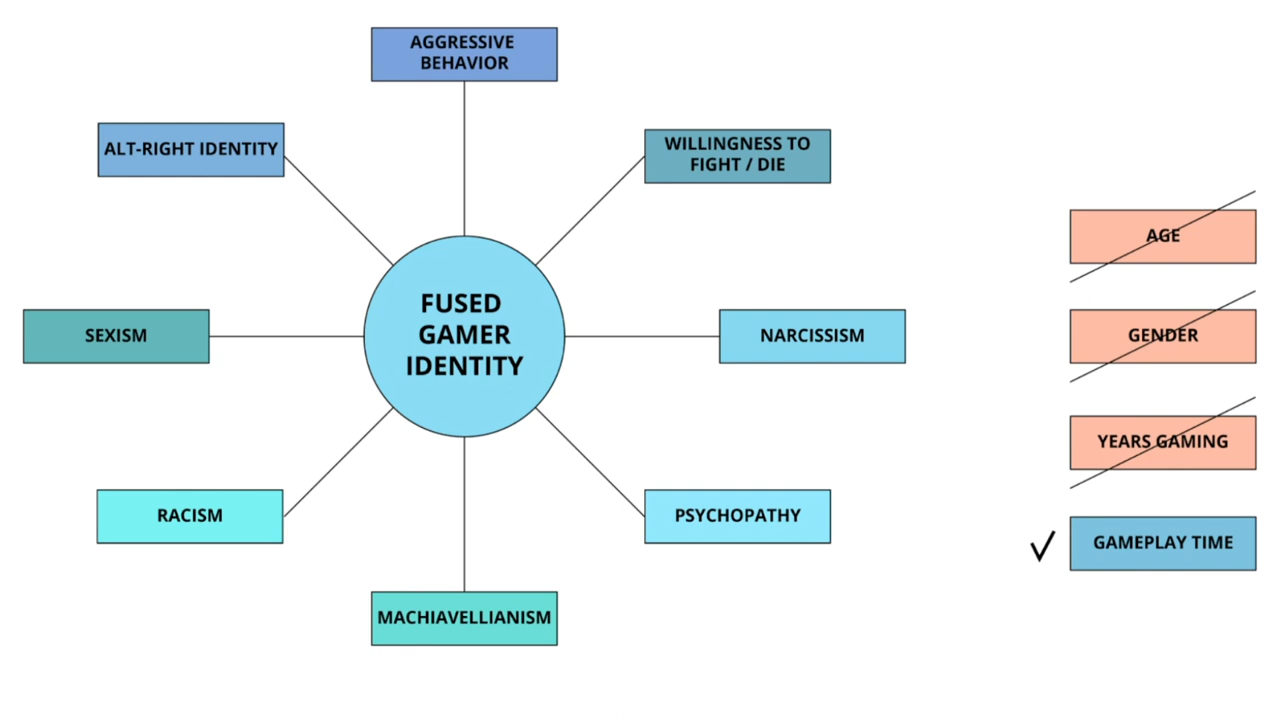 AGGRESSIVE
BEHAVIOR
ALT-RIGHT IDENTITY
WILLINGNESS TO
FIGHT / DIE
FUSED
GAMER
IDENTITY
SEXISM
NARCISSISM
RACISM
PSYCHOPATHY
MACHIAVELLIANISM
AGE
GENDER
YEARS GAMING
GAMEPLAY TIME